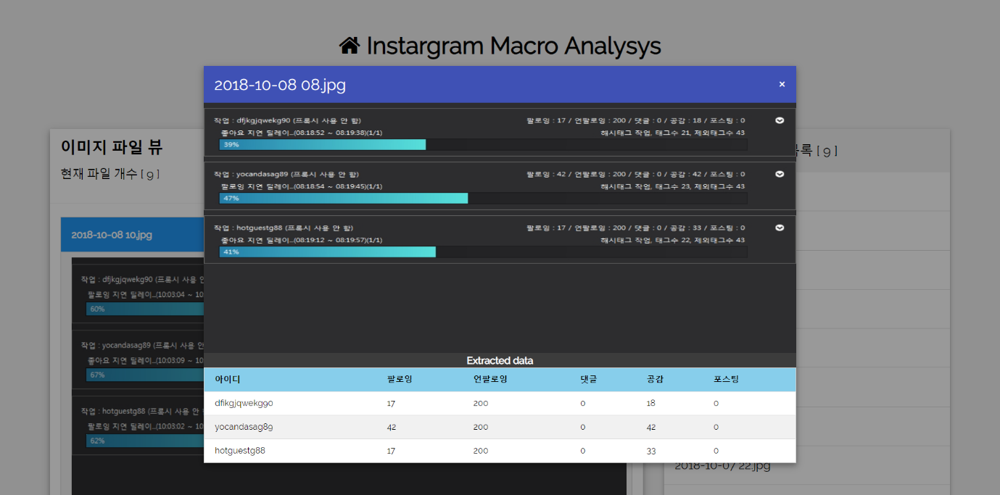 Instargram Macro Analysys
2018-10-08 08.jpg
×
작업 : dfjkgjqwekg90 (프록시 사용 안 함)
팔로잉 : 17 / 언팔로잉 : 200 / 댓글 : 0 / 공감 : 18 / 포스팅 : 0
좋아요 지연 딜레이...(08:18:52 ~ 08:19:38)(1/1)
해시태그 작업, 태그수 21, 제외태그수 43
39%
작업 : yocandasag89 (프록시 사용 안 함)
팔로잉 : 42 / 언팔로잉 : 200 / 댓글 : 0 / 공감 : 42 / 포스팅 : 0
팔로잉 지연 딜레이...(08:18:54 ~ 08:19:45)(1/1)
해시태그 작업, 태그수 23, 제외태그수 43
47%
작업 : hotguestg88 (프록시 사용 안 함)
팔로잉 : 17 / 언팔로잉 : 200 / 댓글 : 0 / 공감 : 33 / 포스팅 : 0
좋아요 지연 딜레이...(08:19:12 ~ 08:19:57)(1/1)
해시태그 작업, 태그수 22, 제외태그수 43
41%
Extracted data
아이디 팔로잉 언팔로잉 댓글 공감 포스팅
dfikgjqwekg90 17 200 0 18 0
yocandasag89 42 200 0 42 0
hotguestg88 17 200 0 33 0
이미지 파일 뷰
현재 파일 개수 [ 9 ]
2018-10-08 10.jpg
작업 : dfjkgjqwekg90 (프록시 사용 안
팔로잉 지연 딜레이...(10:03:04 ~ 10
60%
작업 : yocandasag89 (프록시 사용 안
좋아요 지연 딜레이...(10:03:09 ~ 10
67%
작업 : hotguestg88 (프록시 사용 안
팔로잉 지연 딜레이...(10:03:02 ~ 10
62%
록 [ 9 ]
2018-10-07 22.jpg